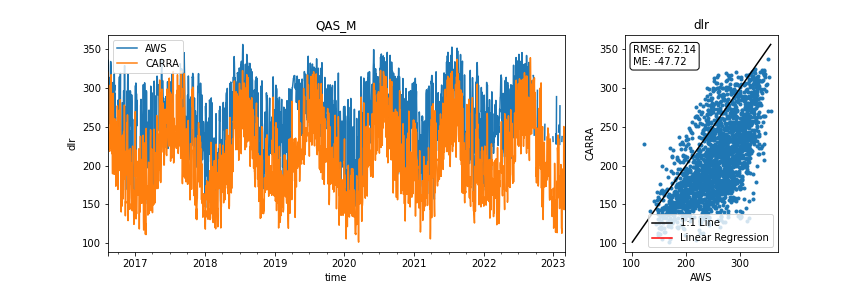 QAS_M
dlr
350
300
250
200
150
100
AWS
CARRA
2017
2018
2019
2020
2021
2022
2023
time
dlr
dlr
RMSE: 62.14
ME: -47.72
350
300
250
200
150
100
CARRA
1:1 Line
Linear Regression
100
200
300
AWS